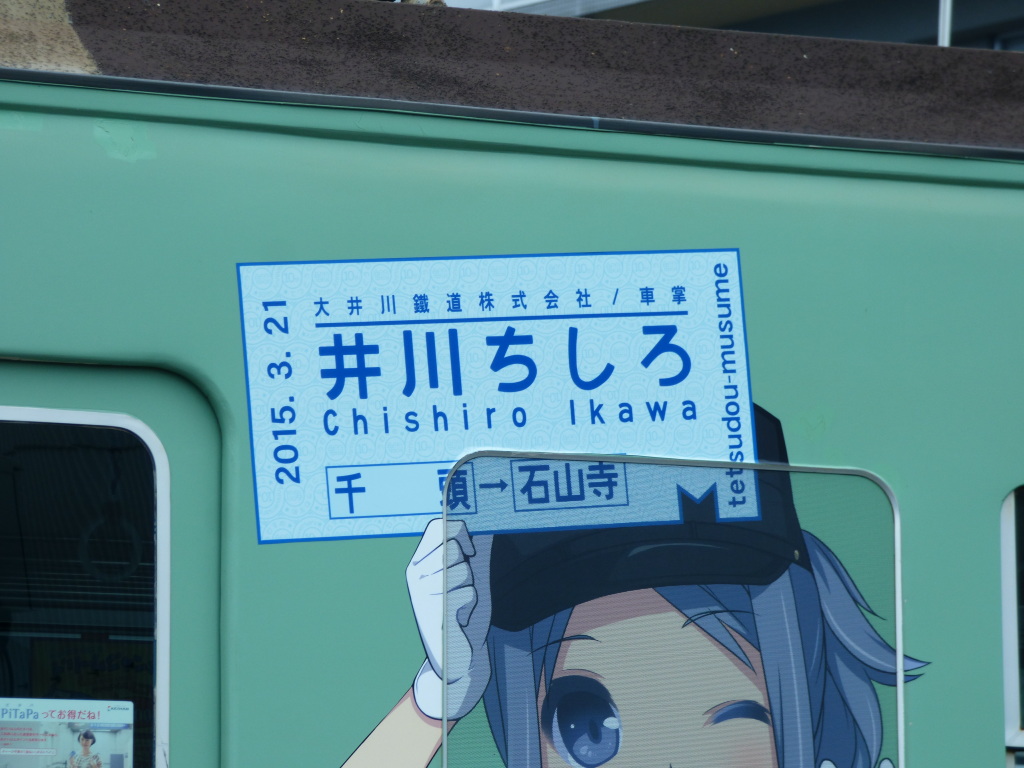 2015. 3. 21
大井川鐵道株式会社/車掌
井川ちしろ
Chishiro Ikawa
千頭→石山寺
tetsudou-musume
PiTaPaってお得だね!